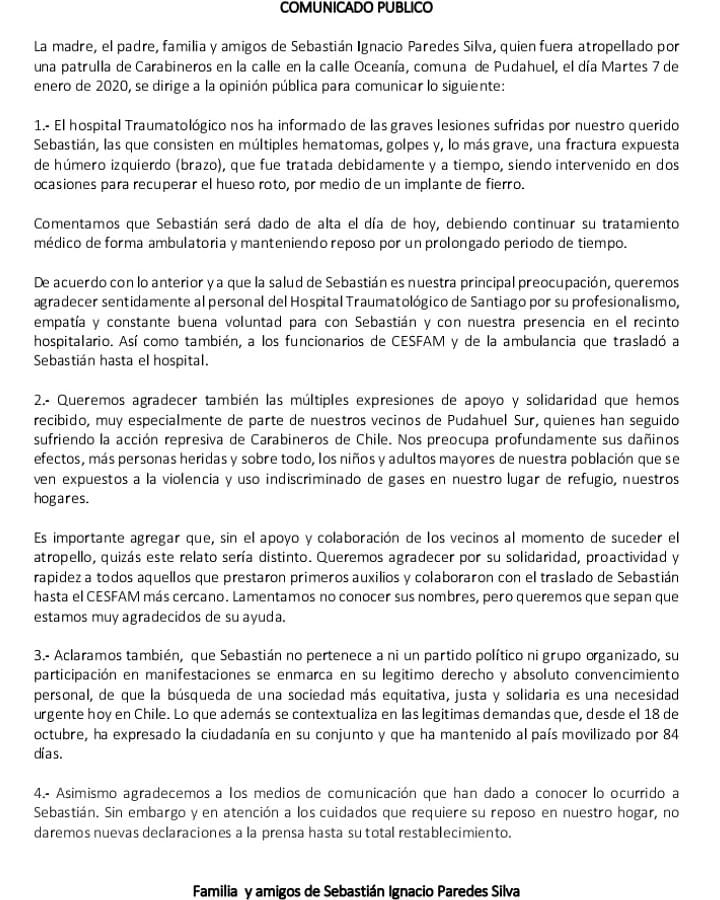 COMUNICADO PÚBLICO
La madre, el padre, familia y amigos de Sebastián Ignacio Paredes Silva, quien fuera atropellado por
una patrulla de Carabineros en la calle en la calle Oceanía, comuna de Pudahuel, el día Martes 7 de
enero de 2020, se dirige a la opinión pública para comunicar lo siguiente:
1.- El hospital Traumatológico nos ha informado de las graves lesiones sufridas por nuestro querido
Sebastián, las que consisten en múltiples hematomas, golpes y, lo más grave, una fractura expuesta
de húmero izquierdo (brazo), que fue tratada debidamente y a tiempo, siendo intervenido en dos
ocasiones para recuperar el hueso roto, por medio de un implante de fierro.
Comentamos que Sebastián será dado de alta el día de hoy, debiendo continuar su tratamiento
médico de forma ambulatoria y manteniendo reposo por un prolongado periodo de tiempo.
De acuerdo con lo anterior y a que la salud de Sebastián es nuestra principal preocupación, queremos
agradecer sentidamente al personal del Hospital Traumatológico de Santiago por su profesionalismo,
empatía y constante buena voluntad para con Sebastián y con nuestra presencia en el recinto
hospitalario. Así como también, a los funcionarios de CESFAM y de la ambulancia que trasladó a
Sebastián hasta el hospital.
2.- Queremos agradecer también las múltiples expresiones de apoyo y solidaridad que hemos
recibido, muy especialmente de parte de nuestros vecinos de Pudahuel Sur, quienes han seguido
sufriendo la acción represiva de Carabineros de Chile. Nos preocupa profundamente sus dañinos
efectos, más personas heridas y sobre todo, los niños y adultos mayores de nuestra población que se
ven expuestos a la violencia y uso indiscriminado de gases en nuestro lugar de refugio, nuestros
hogares.
Es importante agregar que, sin el apoyo y colaboración de los vecinos al momento de suceder el
atropello, quizás este relato sería distinto. Queremos agradecer por su solidaridad, proactividad y
rapidez a todos aquellos que prestaron primeros auxilios y colaboraron con el traslado de Sebastián
hasta el CESFAM más cercano. Lamentamos no conocer sus nombres, pero queremos que sepan que
estamos muy agradecidos de su ayuda.
3.- Aclaramos también, que Sebastián no pertenece a ni un partido político ni grupo organizado, su
participación en manifestaciones se enmarca en su legitimo derecho y absoluto convencimiento
personal, de que la búsqueda de una sociedad más equitativa, justa y solidaria es una necesidad
urgente hoy en Chile. Lo que además se contextualiza en las legitimas demandas que, desde el 18 de
octubre, ha expresado la ciudadanía en su conjunto y que ha mantenido al país movilizado por 84
días.
4.- Asimismo agradecemos a los medios de comunicación que han dado a conocer lo ocurrido a
Sebastián. Sin embargo y en atención a los cuidados que requiere su reposo en nuestro hogar, no
daremos nuevas declaraciones a la prensa hasta su total restablecimiento.
Familia y amigos de Sebastián Ignacio Paredes Silva